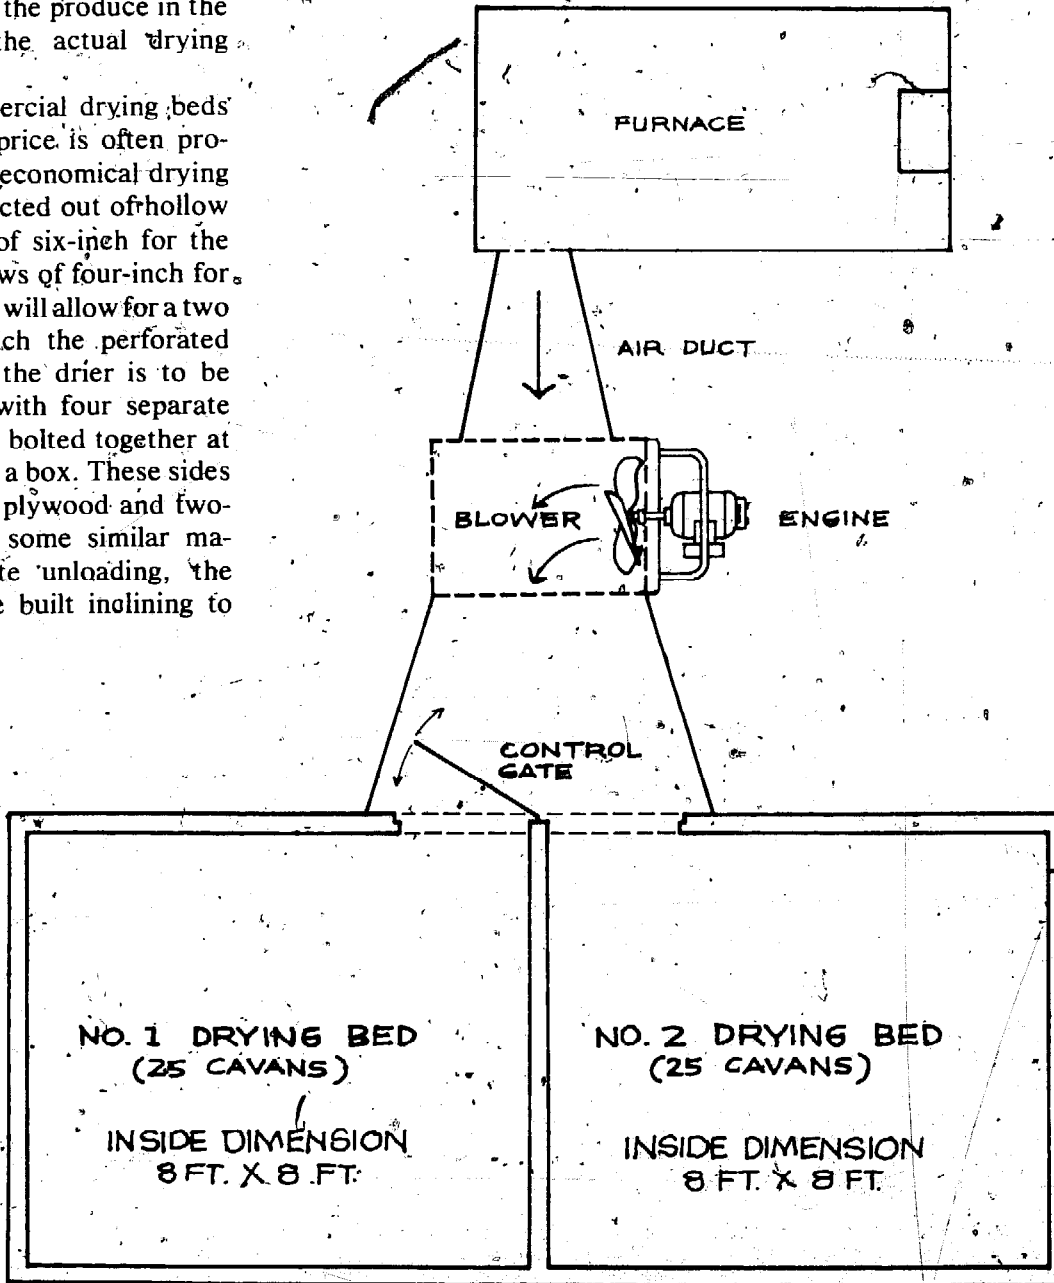 the produce in the
the actual drying
ercial drying beds
price is often pro-
economical drying
cted out of hollow
of six-inch for the
ws of four-inch for
will allow for a two
ch the perforated
the drier is to be
with four separate
bolted together at
a box. These sides
plywood and two-
some similar ma-
te unloading, the
e built inclining to
FURNACE
AIR DUCT
BLOWER
ENGINE
CONTROL
GATE
NO. 1 DRYING BED
(25 CAVANS)
INSIDE DIMENSION
8 FT. X 8 FT.
NO. 2 DRYING BED
(25 CAVANS)
INSIDE DIMENSION
8 FT. X 8 FT.